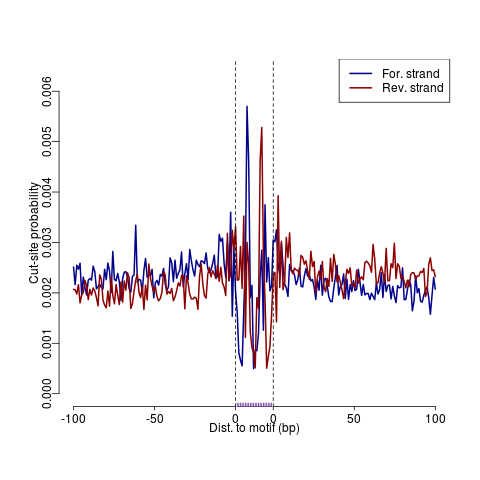 For. strand
Rev. strand
Cut-site probability
0.006
0.005
0.004
0.003
0.002
0.001
0.000
-100 -50 0 0 50 100
Dist. to motif (bp)